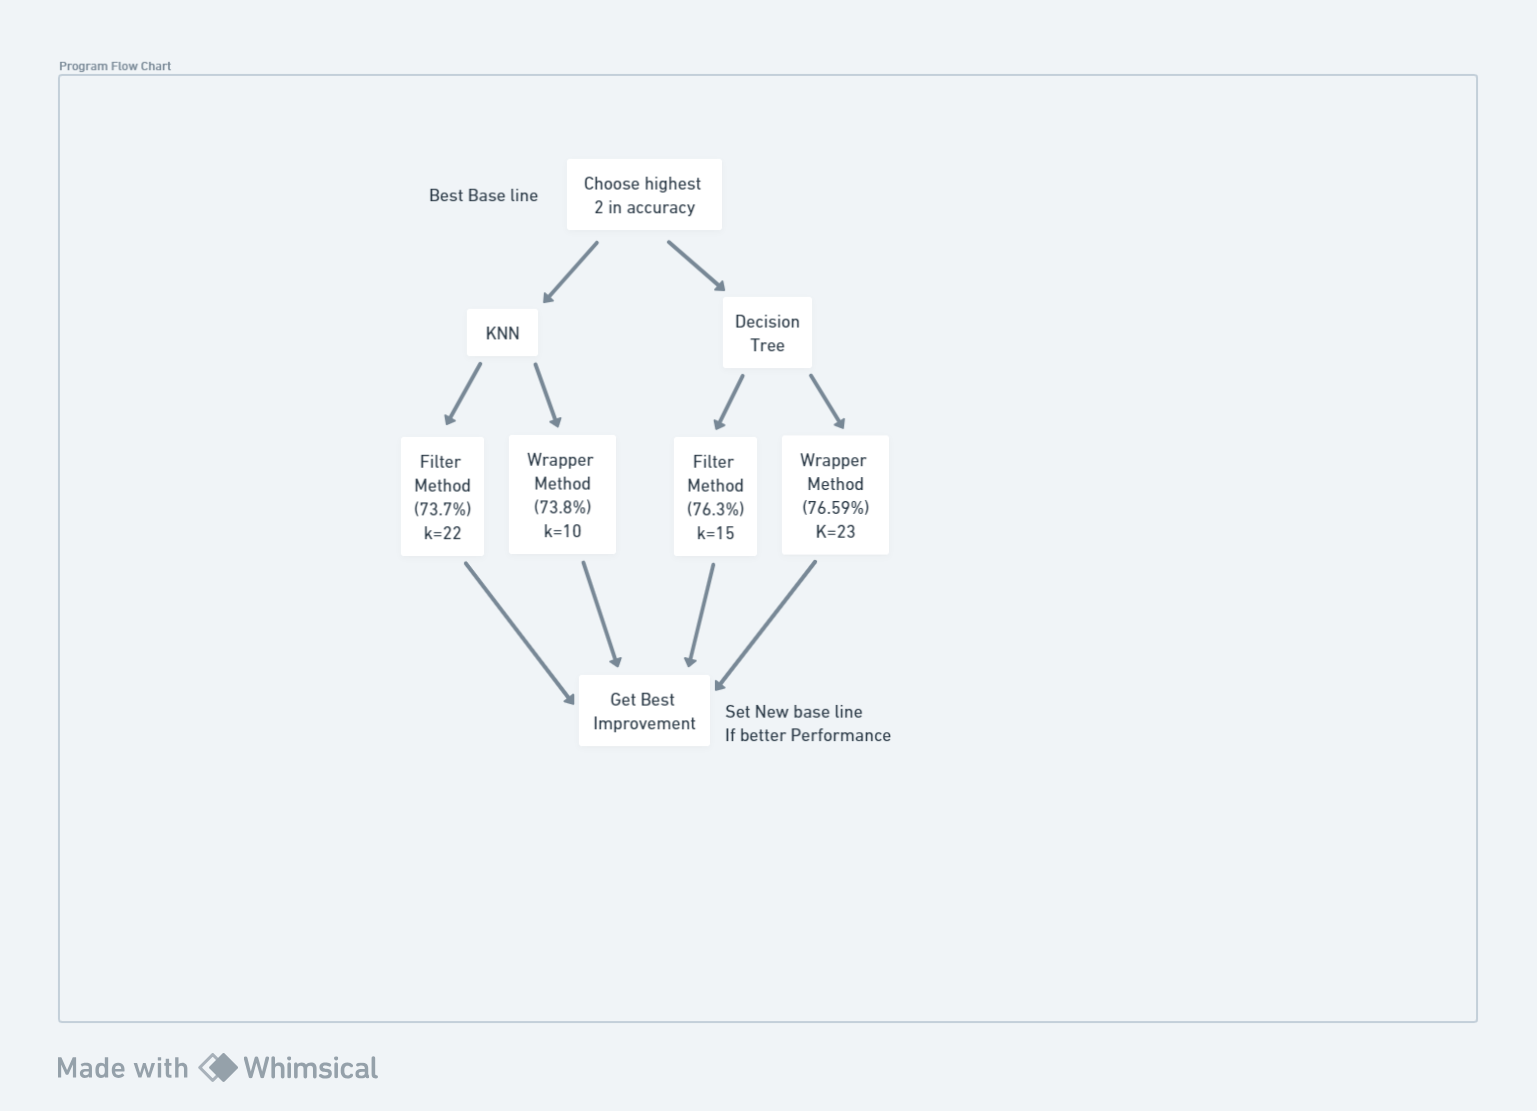 Program Flow Chart
Best Base line
Choose highest
2 in accuracy
KNN
Decision
Tree
Filter
Method
(73.7%)
k=22
Wrapper
Method
(73.8%)
k=10
Filter
Method
(76.3%)
k=15
Wrapper
Method
(76.59%)
K=23
Get Best
Improvement
Set New base line
If better Performance
Made with Whimsical